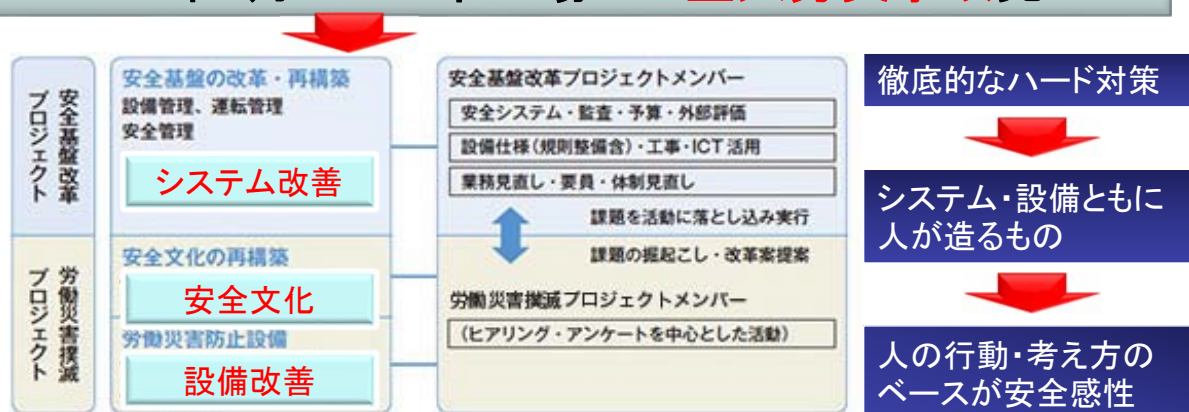 安全基盤改革
プロジェクト
安全基盤の改革・再構築
設備管理、運転管理
安全管理
システム改善
安全基盤改革プロジェクトメンバー
安全システム・監査・予算・外部評価
設備仕様(規則整備含)・工事・ICT 活用
業務見直し・要員・体制見直し
課題を活動に落とし込み実行
労働災害撲滅
プロジェクト
安全文化の再構築
安全文化
労働災害防止設備
設備改善
課題の掘起こし・改革案提案
労働災害撲滅プロジェクトメンバー
(ヒアリング・アンケートを中心とした活動)
徹底的なハード対策
システム・設備ともに
人が造るもの
人の行動・考え方の
ベースが安全感性